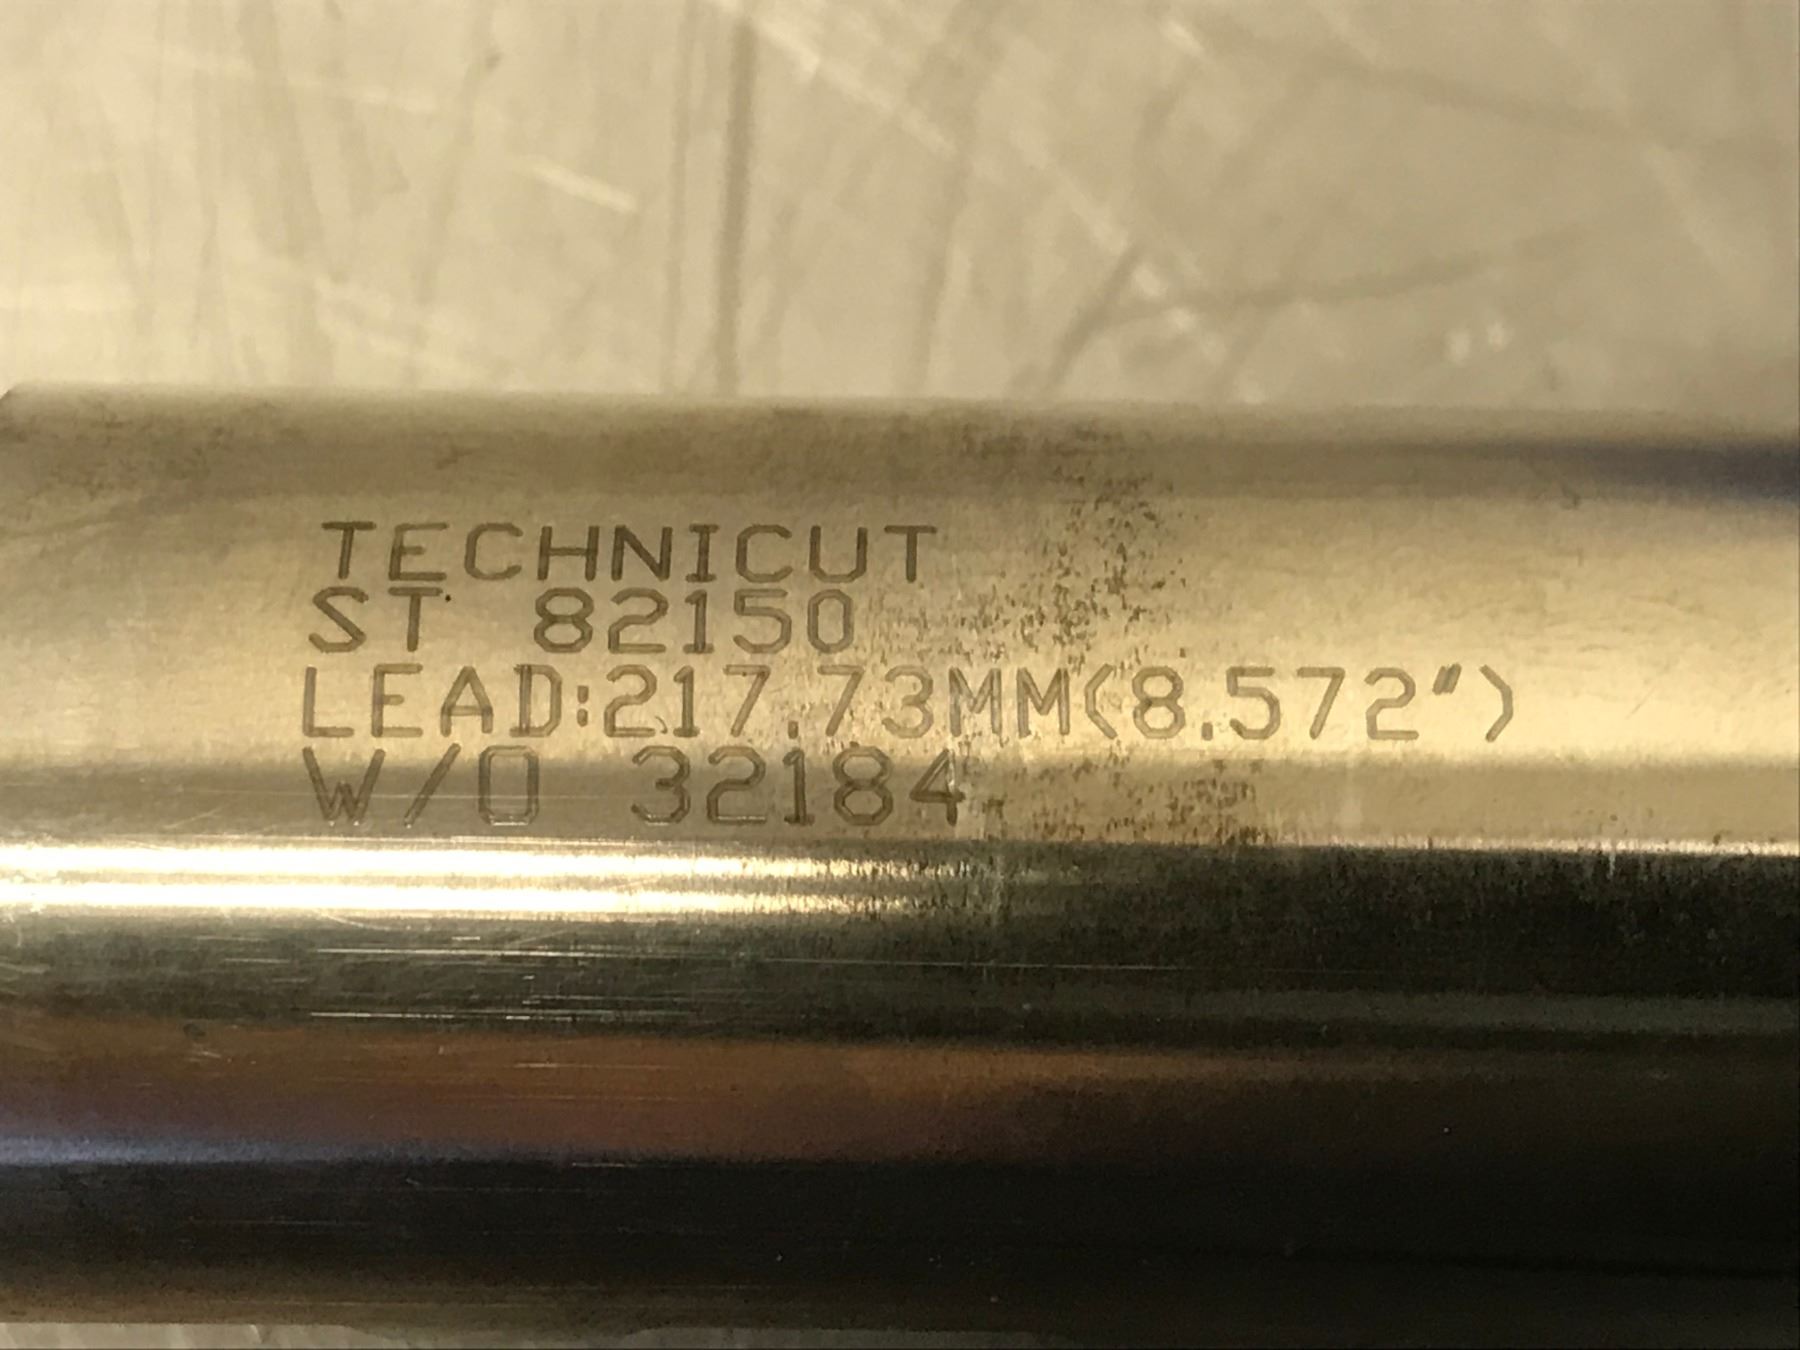 TECHNICUT
ST 82150
LEAD:217.73MM(8.572")
W/O 32184